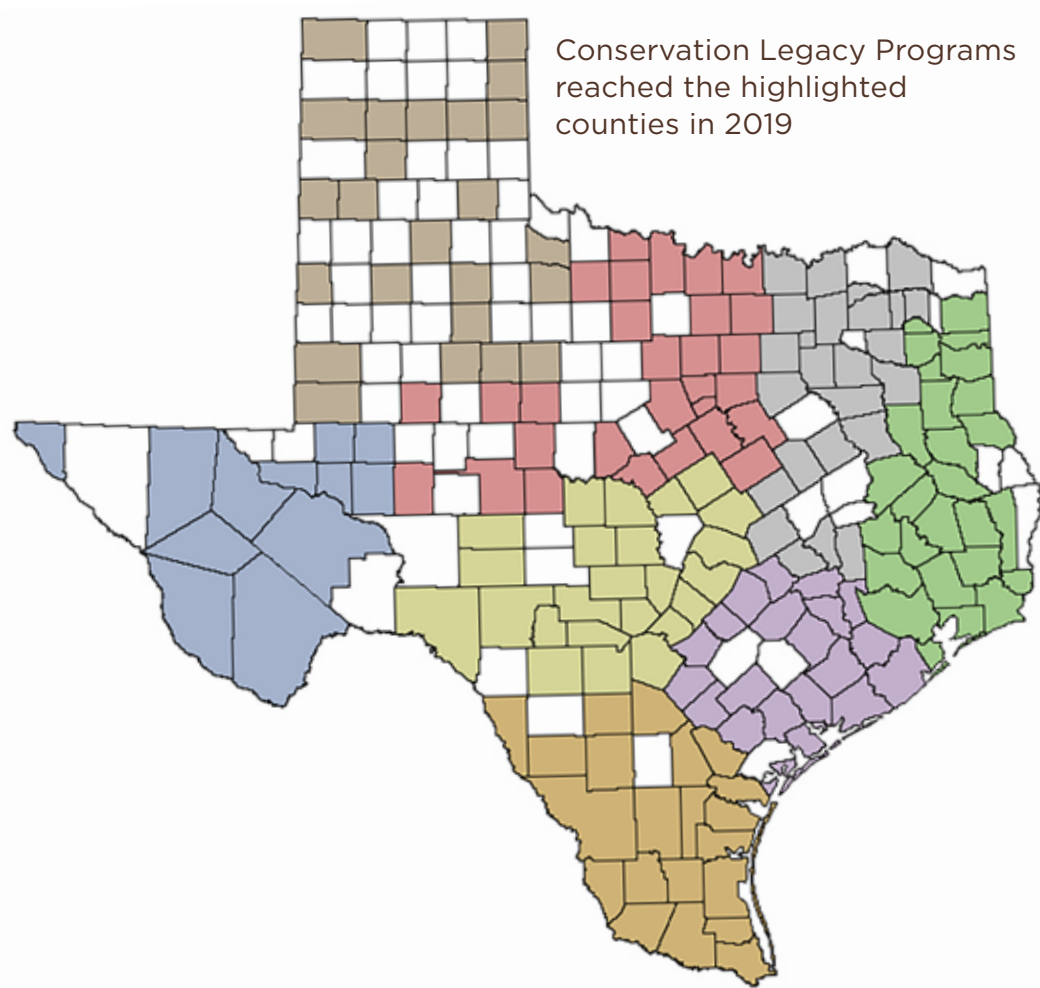 Conservation Legacy Programs
reached the highlighted
counties in 2019